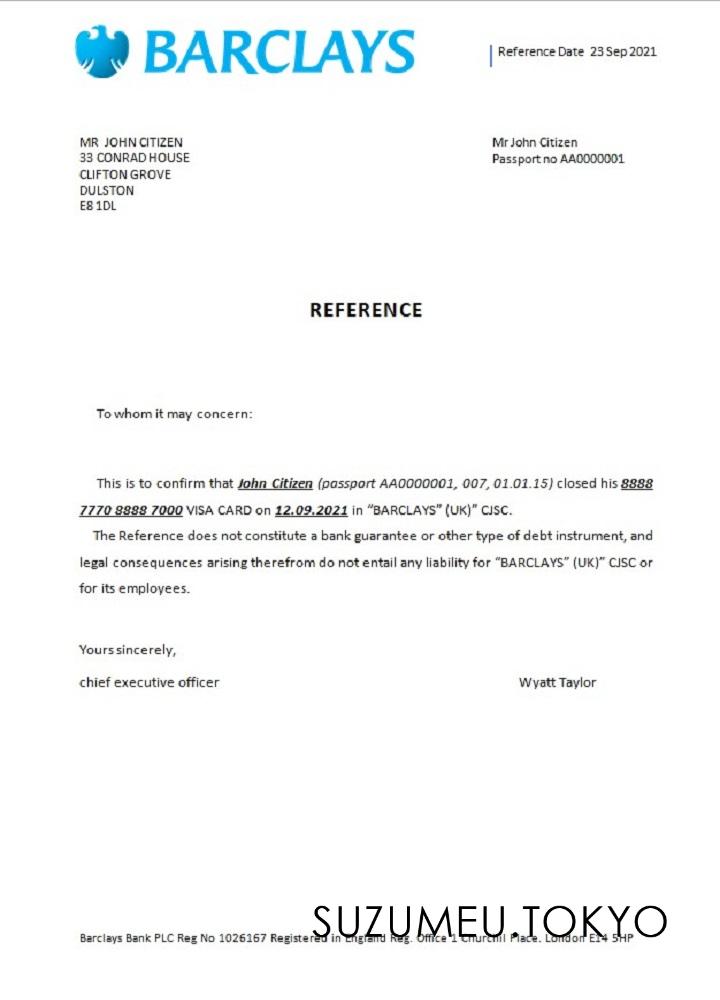 BARCLAYS
Reference Date 23 Sep 2021
MR JOHN CITIZEN
33 CONRAD HOUSE
CLIFTON GROVE
DULSTON
E8 1DL
Mr John Citizen
Passport no AA0000001
REFERENCE
To whom it may concern:
This is to confirm that John Citizen (passport AA0000001, 007, 01.01.15) closed his 8888
7770 8888 7000 VISA CARD on 12.09.2021 in “BARCLAYS” (UK)” CJSC.
The Reference does not constitute a bank guarantee or other type of debt instrument, and
legal consequences arising therefrom do not entail any liability for “BARCLAYS” (UK)” CJSC or
for its employees.
Yours sincerely,
chief executive officer
Wyatt Taylor
SUZUMEU.TOKYO
Barclays Bank PLC Reg No 1026167 Registered in England Reg. Office 1 Churchill Place. London E14 5HP